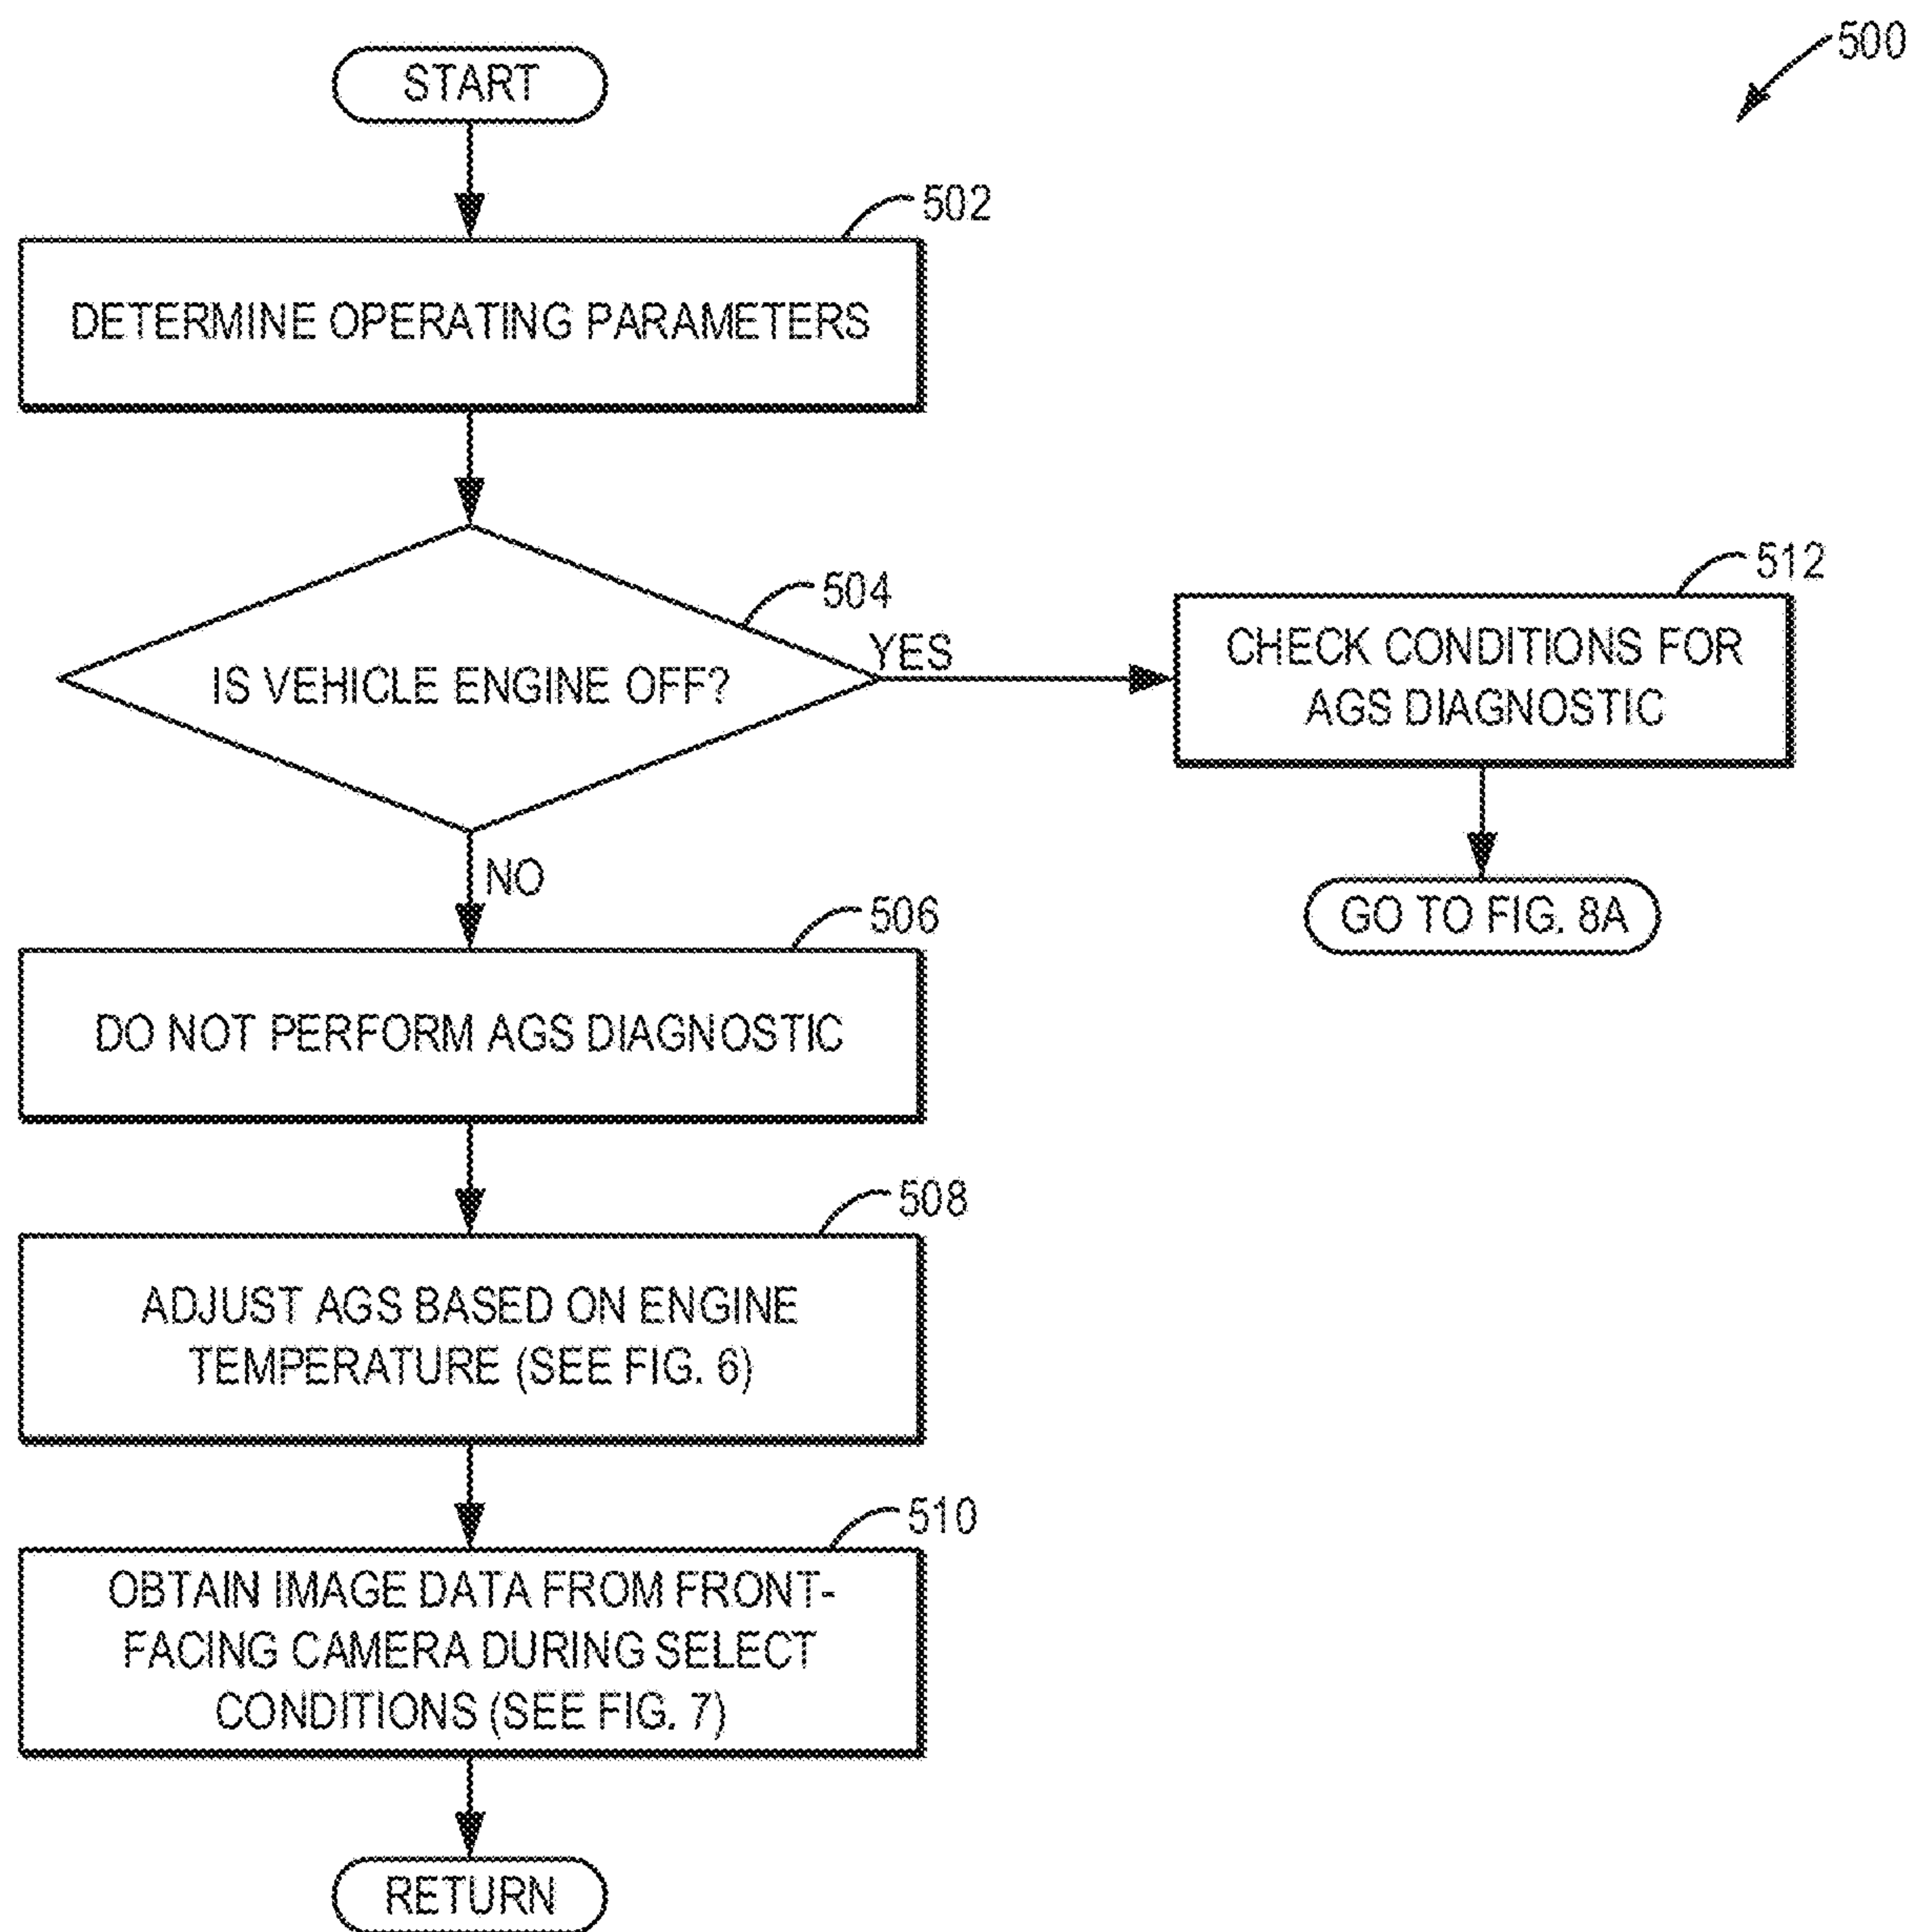 500
START
502
DETERMINE OPERATING PARAMETERS
504
IS VEHICLE ENGINE OFF?
YES
512
CHECK CONDITIONS FOR
AGS DIAGNOSTIC
GO TO FIG. 8A
NO
506
DO NOT PERFORM AGS DIAGNOSTIC
508
ADJUST AGS BASED ON ENGINE
TEMPERATURE (SEE FIG. 6)
510
OBTAIN IMAGE DATA FROM FRONT-
FACING CAMERA DURING SELECT
CONDITIONS (SEE FIG. 7)
RETURN